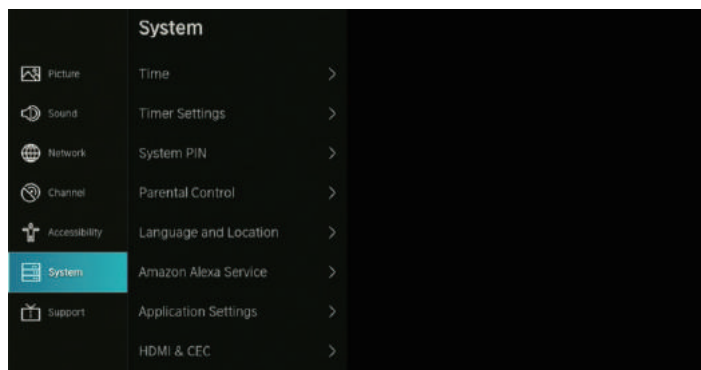 System
Picture
Time
Sound
Timer Settings
Network
System PIN
Channel
Parental Control
Accessibility
Language and Location
System
Amazon Alexa Service
Support
Application Settings
HDMI & CEC